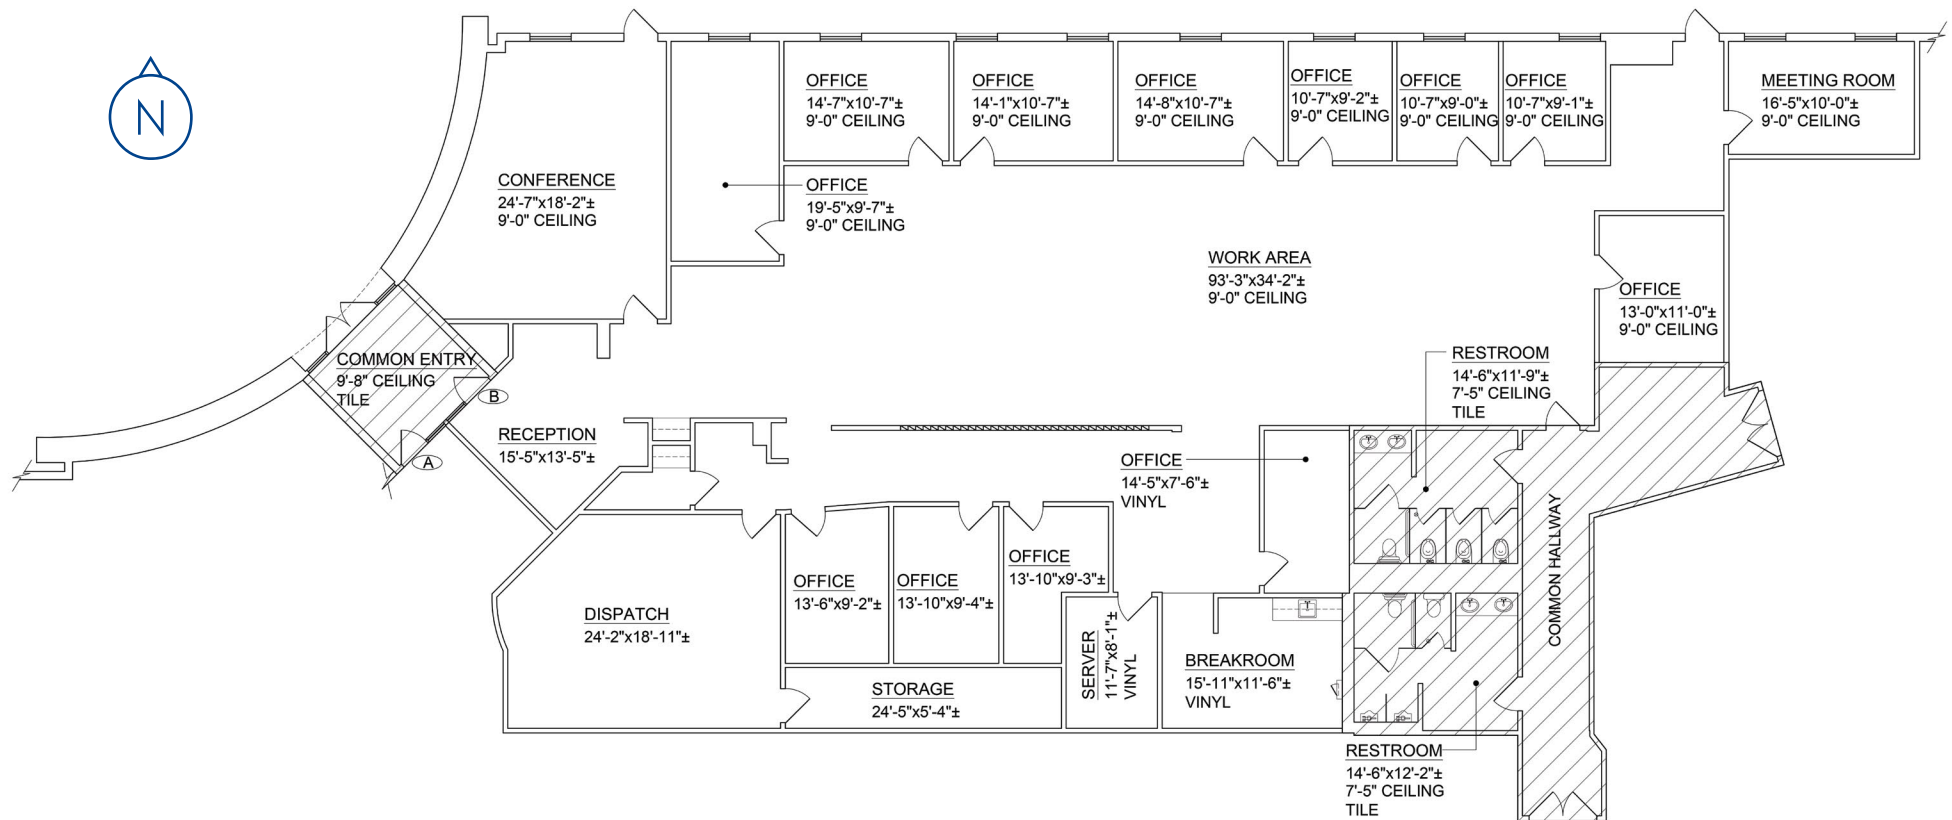 N
OFFICE
14'-7"x10'-7"±
9'-0" CEILING
OFFICE
14'-1"x10'-7"±
9'-0" CEILING
OFFICE
14'-8"x10'-7"±
9'-0" CEILING
OFFICE
10'-7"x9'-2"±
9'-0" CEILING
OFFICE
10'-7"x9'-0"±
9'-0" CEILING
OFFICE
10'-7"x9'-1"±
9'-0" CEILING
MEETING ROOM
16'-5"x10'-0"±
9'-0" CEILING
CONFERENCE
24'-7"x18'-2"±
9'-0" CEILING
OFFICE
19'-5"x9'-7"±
9'-0" CEILING
WORK AREA
93'-3"x34'-2"±
9'-0" CEILING
OFFICE
13'-0"x11'-0"±
9'-0" CEILING
COMMON ENTRY
9'-8" CEILING
TILE
B
A
RESTROOM
14'-6"x11'-9"±
7'-5" CEILING
TILE
RECEPTION
15'-5"x13'-5"±
OFFICE
14'-5"x7'-6"±
VINYL
COMMON HALLWAY
OFFICE
13'-6"x9'-2"±
OFFICE
13'-10"x9'-4"±
OFFICE
13'-10"x9'-3"±
DISPATCH
24'-2"x18'-11"±
STORAGE
24'-5"x5'-4"±
SERVER
11'-7"x8'-1"±
VINYL
BREAKROOM
15'-11"x11'-6"±
VINYL
RESTROOM
14'-6"x12'-2"±
7'-5" CEILING
TILE